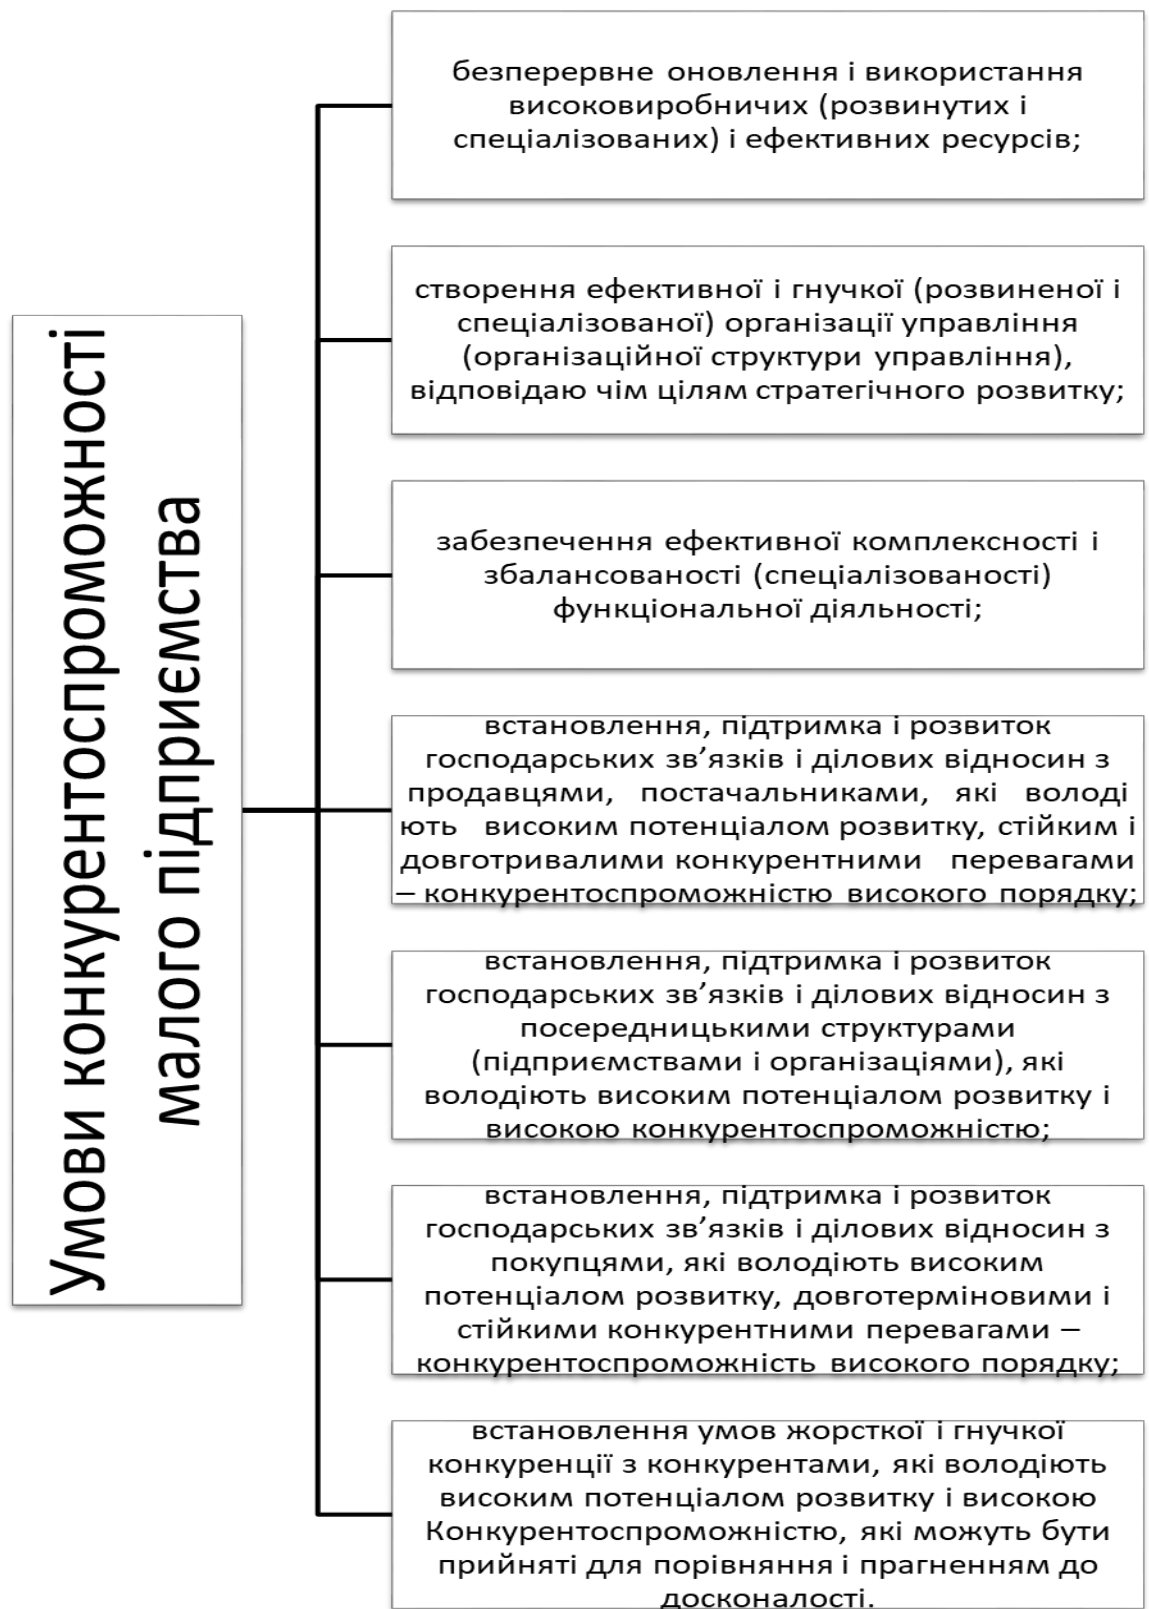 Умови конкурентоспроможності
малого підприємства
безперервне оновлення і використання
високовиробничих (розвинутих і
спеціалізованих) і ефективних ресурсів;
створення ефективної і гнучкої (розвиненої і
спеціалізованої) організації управління
(організаційної структури управління),
відповідаю чім цілям стратегічного розвитку;
забезпечення ефективної комплексності і
збалансованості (спеціалізованості)
функціональної діяльності;
встановлення, підтримка і розвиток
господарських зв’язків і ділових відносин з
продавцями, постачальниками, які володі
ють високим потенціалом розвитку, стійким і
довготривалими конкурентними перевагами
– конкурентоспроможністю високого порядку;
встановлення, підтримка і розвиток
господарських зв’язків і ділових відносин з
посередницькими структурами
(підприємствами і організаціями), які
володіють високим потенціалом розвитку і
високою конкурентоспроможністю;
встановлення, підтримка і розвиток
господарських зв’язків і ділових відносин з
покупцями, які володіють високим
потенціалом розвитку, довготерміновими і
стійкими конкурентними перевагами –
конкурентоспроможність високого порядку;
встановлення умов жорсткої і гнучкої
конкуренції з конкурентами, які володіють
високим потенціалом розвитку і високою
Конкурентоспроможністю, які можуть бути
прийняті для порівняння і прагненням до
досконалості.